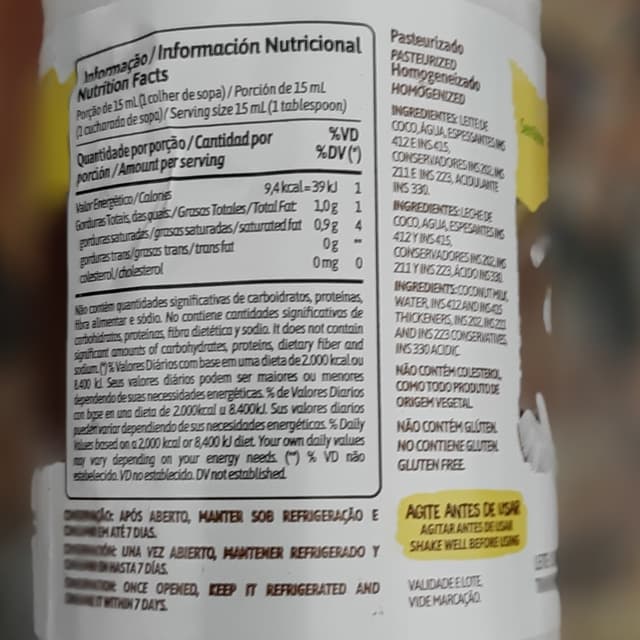 Informação/Información Nutricional
Nutrition Facts
Porção de 15 mL (1 colher de sopa) / Porción de 15 mL
(1 cucharada de sopa)/ Serving size 15 mL (1 tablespoon)
Quantidade por porção / Cantidad por
porción / Amount per serving
%VD
%DV (*)
Valor Energético / Calories 9,4 kcal=39 kJ 1
Gorduras Totais, das quais:/ Grasas Totales / Total Fat: 1,0 g 1
gorduras saturadas / grasas saturadas / saturated fat 0,9 g 4
gorduras trans/grasas trans/trans fat 0 g **
colesterol/cholesterol 0 mg 0
Não contém quantidades significativas de carboidratos, proteínas,
fibra alimentar e sódio. No contiene cantidades significativas de
carbohidratos, proteínas, fibra dietética y sodio. It does not contain
significant amounts of carbohydrates, proteins, dietary fiber and
sodium. (*) % Valores Diários com base em uma dieta de 2.000 kcal ou
8.400 kJ. Seus valores diários podem ser maiores ou menores
dependendo de suas necessidades energéticas. % de Valores Diarios
con base en una dieta de 2.000kcal u 8.400kJ. Sus valores diarios
pueden variar dependiendo de sus necesidades energéticas. % Daily
Values based on a 2,000 kcal or 8,400 kJ diet. Your own daily values
may vary depending on your energy needs. (**) % VD não
estabelecido. VD no establecido. DV not established.
APÓS ABERTO, MANTER SOB REFRIGERAÇÃO E
EM ATÉ 7 DIAS.
UNA VEZ ABIERTO, MANTENER REFRIGERADO Y
HASTA 7 DÍAS.
ONCE OPENED, KEEP IT REFRIGERATED AND
IT WITHIN 7 DAYS.
Pasteurizado
PASTEURIZED
Homogeneizado
HOMOGENIZED
INGREDIENTES: LEITE DE
COCO, ÁGUA, ESPESSANTES INS
412 E INS 415,
CONSERVADORES INS 202, INS
211 E INS 223, ACIDULANTE
INS 330.
INGREDIENTES: LECHE DE
COCO, AGUA, ESPESANTES INS
412 Y INS 415,
CONSERVADORES INS 202, INS
211 Y INS 223, ÁCIDO INS 330.
INGREDIENTS: COCONUT MILK,
WATER, INS 412 AND INS 415
THICKENERS, INS 202, INS 211
AND INS 223 CONSERVATIVES,
INS 330 ACIDIC.
NÃO CONTÉM COLESTEROL,
COMO TODO PRODUTO DE
ORIGEM VEGETAL.
NÃO CONTÉM GLÚTEN.
NO CONTIENE GLUTEN.
GLUTEN FREE.
AGITE ANTES DE USAR
AGITAR ANTES DE USAR
SHAKE WELL BEFORE USING
VALIDADE E LOTE
VIDE MARCAÇÃO.